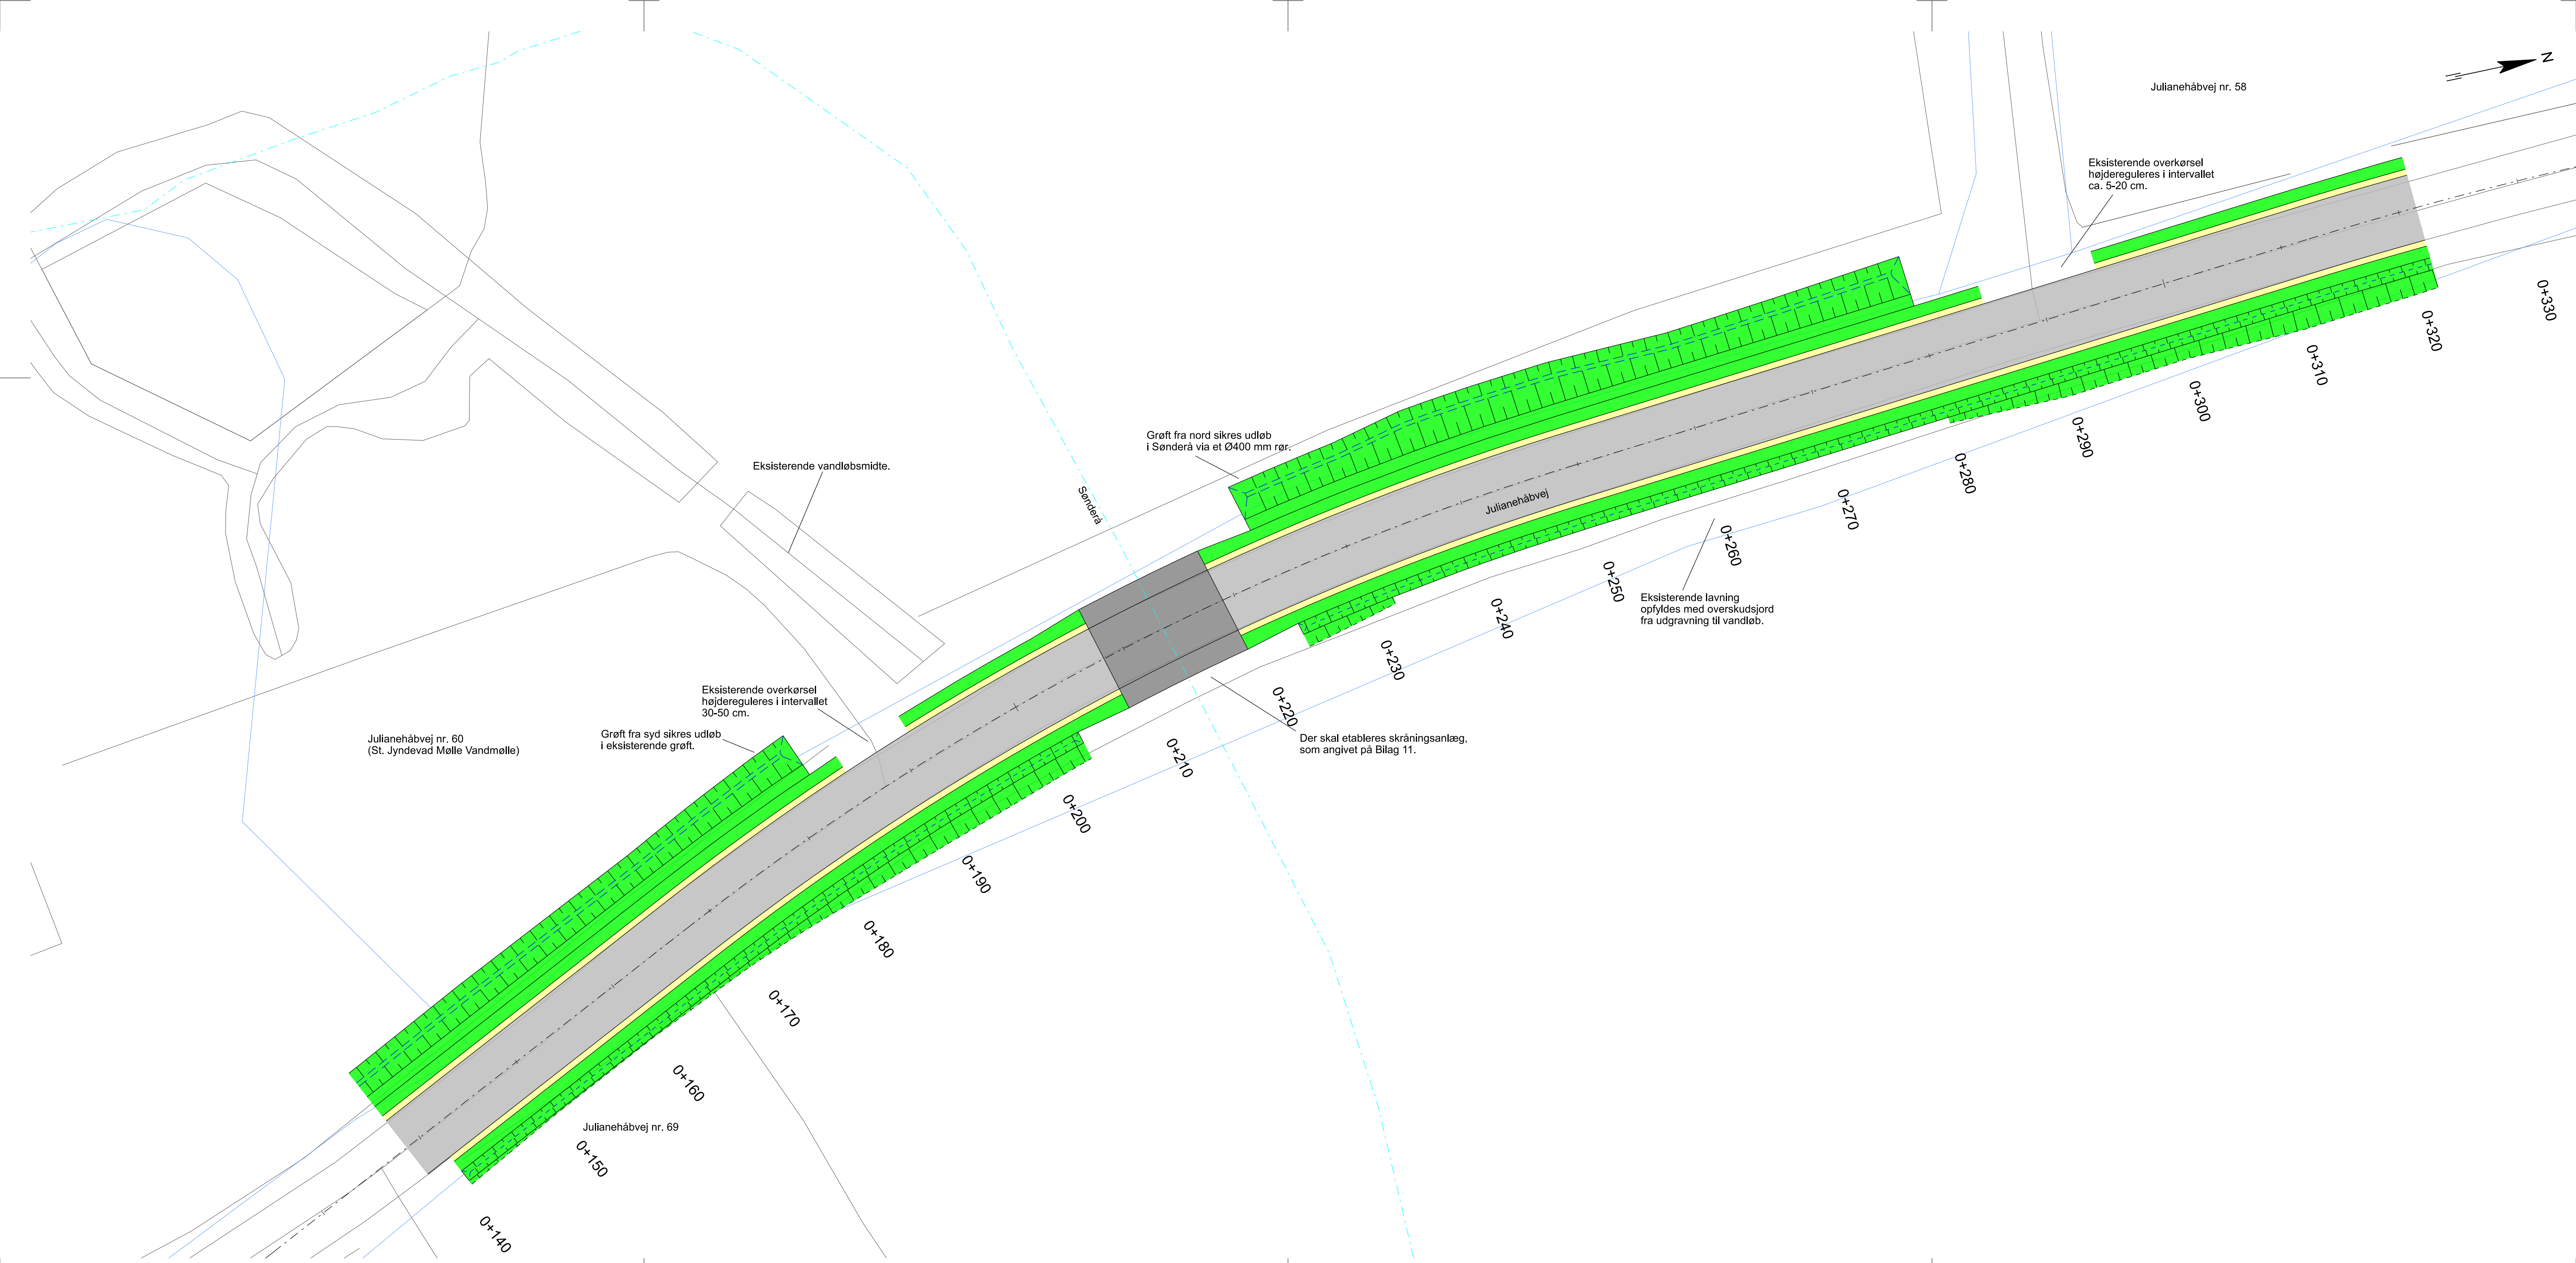 N
Julianehåbvej nr. 58
Eksisterende overkørsel
højdereguleres i intervallet
ca. 5-20 cm.
Grøft fra nord sikres udløb
i Sønderå via et Ø400 mm rør.
Eksisterende vandløbsmidte.
Sønderå
Julianehåbvej
Eksisterende lavning
opfyldes med overskudsjord
fra udgravning til vandløb.
Eksisterende overkørsel
højdereguleres i intervallet
30-50 cm.
Grøft fra syd sikres udløb
i eksisterende grøft.
Julianehåbvej nr. 60
(St. Jyndevad Mølle Vandmølle)
Der skal etableres skråningsanlæg,
som angivet på Bilag 11.
Julianehåbvej nr. 69
0+140
0+150
0+160
0+170
0+180
0+190
0+200
0+210
0+220
0+230
0+240
0+250
0+260
0+270
0+280
0+290
0+300
0+310
0+320
0+330